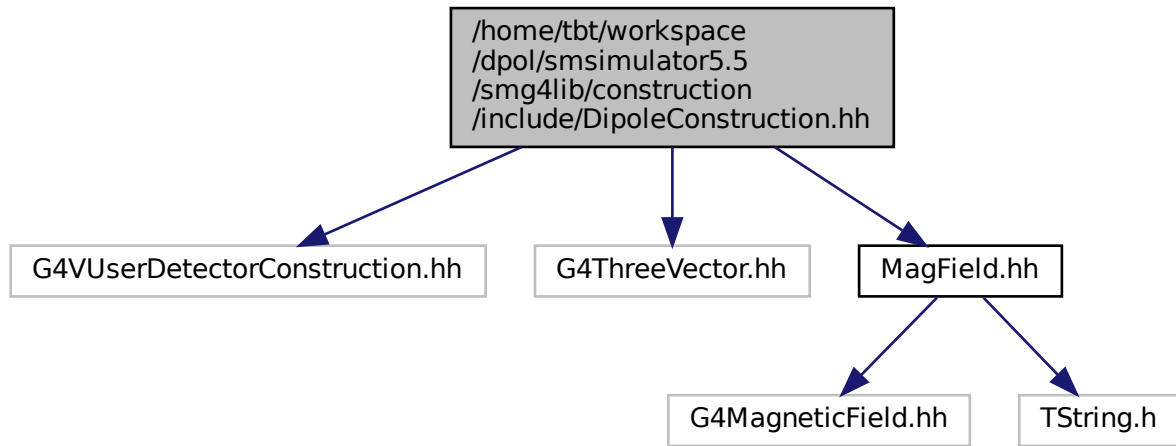 /home/tbt/workspace
/dpol/smsimulator5.5
/smg4lib/construction
/include/DipoleConstruction.hh
G4VUserDetectorConstruction.hh
G4ThreeVector.hh
MagField.hh
G4MagneticField.hh
TString.h